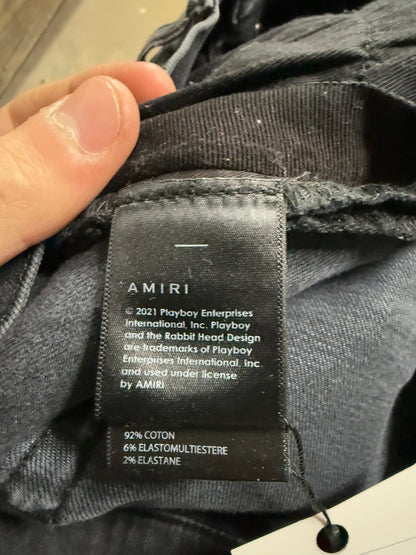 AMIRI
© 2021 Playboy Enterprises
International, Inc. Playboy
and the Rabbit Head Design
are trademarks of Playboy
Enterprises International, Inc.
and used under license
by AMIRI
92% COTON
6% ELASTOMULTIESTERE
2% ELASTANE